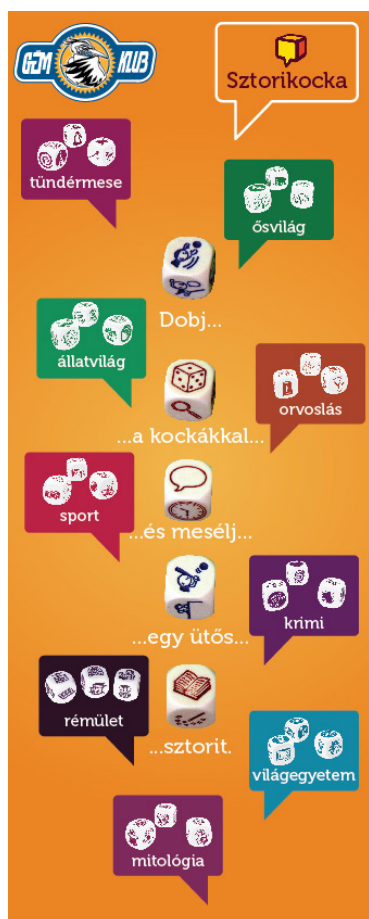 GÉM KLUB
Sztorikocka
tündérmese
ősvilág
Dobj...
állatvilág
orvoslás
...a kockákkal...
sport
...és mesélj...
krimi
...egy ütős...
rémület
...sztorit.
világegyetem
mitológia